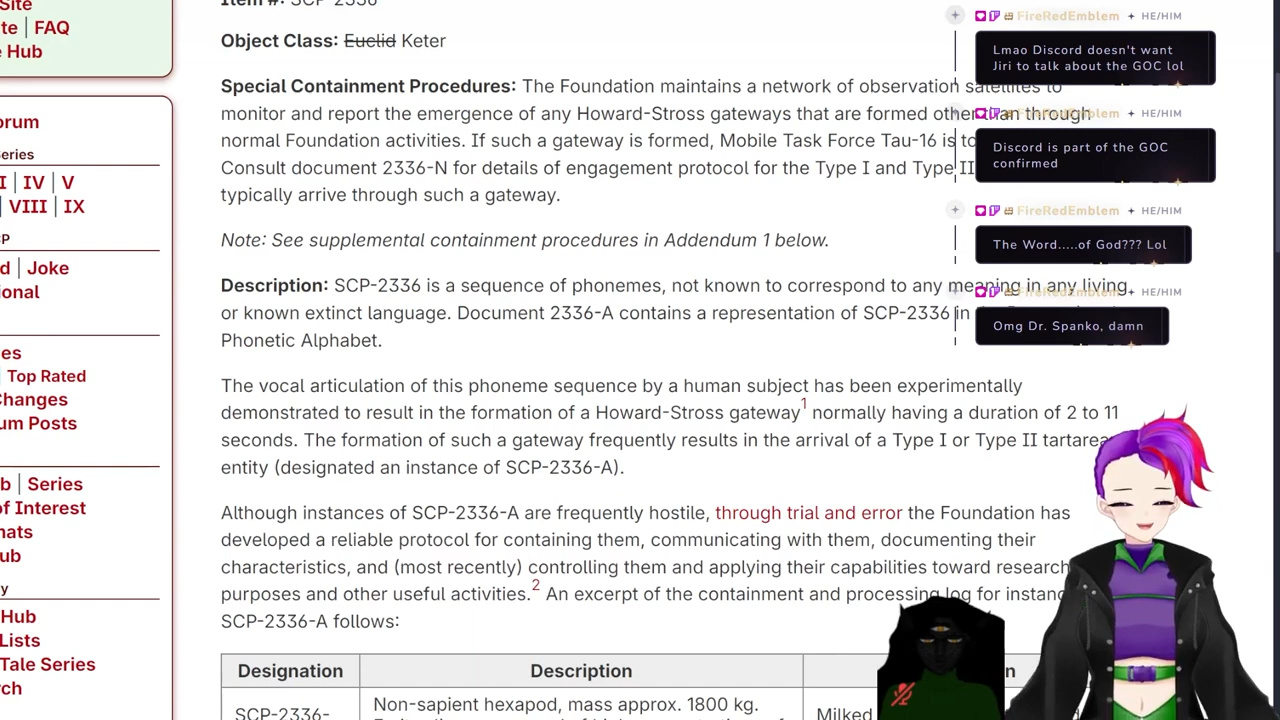 Site
te | FAQ
e Hub
orum
Series
I | IV | V
| VIII | IX
P
d | Joke
ional
es
| Top Rated
Changes
um Posts
b | Series
of Interest
mats
ub
y
Hub
Lists
Tale Series
rch
Item #: SCP-2336
Object Class: Euclid Keter
Special Containment Procedures: The Foundation maintains a network of observation satellites to
monitor and report the emergence of any Howard-Stross gateways that are formed other than through
normal Foundation activities. If such a gateway is formed, Mobile Task Force Tau-16 is to
Consult document 2336-N for details of engagement protocol for the Type I and Type II
typically arrive through such a gateway.
Note: See supplemental containment procedures in Addendum 1 below.
Description: SCP-2336 is a sequence of phonemes, not known to correspond to any meaning in any living
or known extinct language. Document 2336-A contains a representation of SCP-2336 in
Phonetic Alphabet.
The vocal articulation of this phoneme sequence by a human subject has been experimentally
demonstrated to result in the formation of a Howard-Stross gateway1 normally having a duration of 2 to 11
seconds. The formation of such a gateway frequently results in the arrival of a Type I or Type II tartarea
entity (designated an instance of SCP-2336-A).
Although instances of SCP-2336-A are frequently hostile, through trial and error the Foundation has
developed a reliable protocol for containing them, communicating with them, documenting their
characteristics, and (most recently) controlling them and applying their capabilities toward research
purposes and other useful activities.2 An excerpt of the containment and processing log for instanc
SCP-2336-A follows:
Designation Description n
SCP-2336- Non-sapient hexapod, mass approx. 1800 kg. Milked
FireRedEmblem HE/HIM
Lmao Discord doesn't want
Jiri to talk about the GOC lol
FireRedEmblem HE/HIM
Discord is part of the GOC
confirmed
FireRedEmblem HE/HIM
The Word.....of God??? Lol
FireRedEmblem HE/HIM
Omg Dr. Spanko, damn